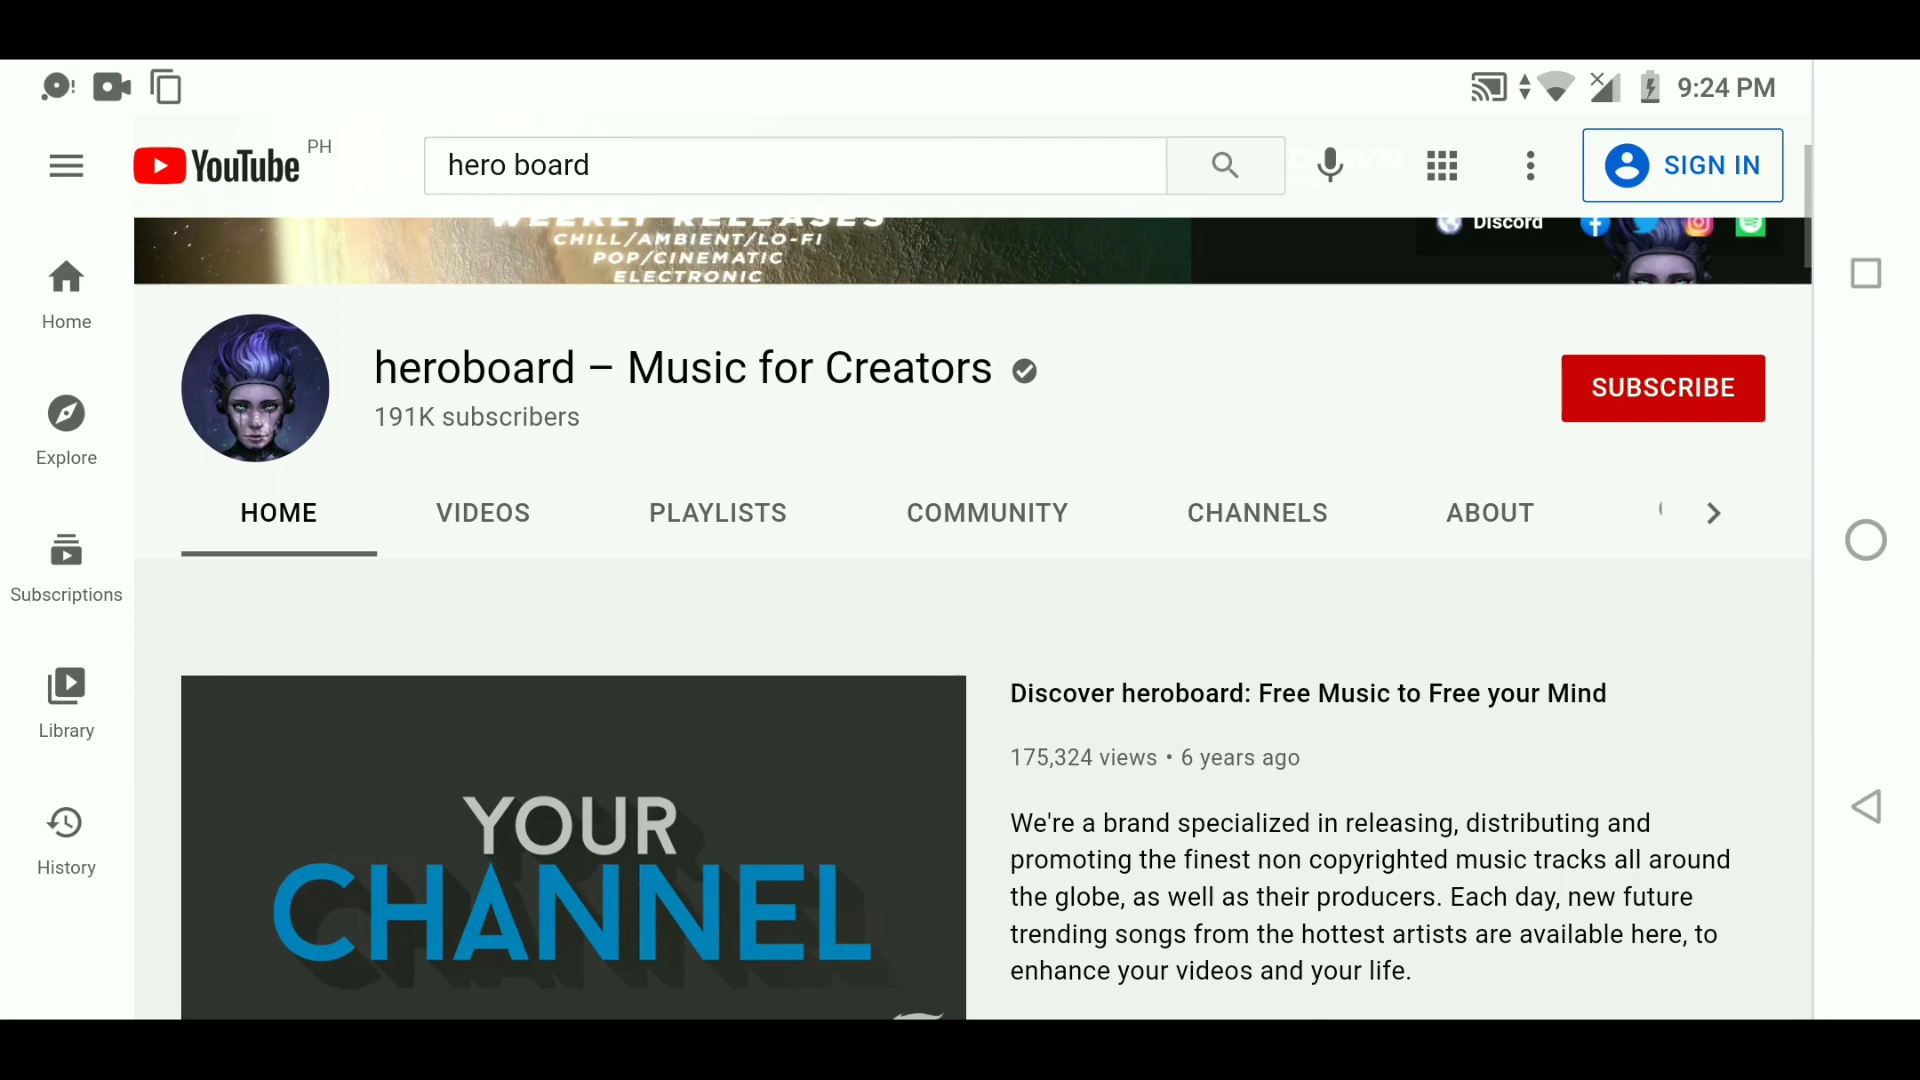 9:24 PM
YouTube PH
hero board
SIGN IN
WEEKLY RELEASES
CHILL/AMBIENT/LO-FI
POP/CINEMATIC
ELECTRONIC
Discord
Home
Explore
Subscriptions
Library
History
heroboard – Music for Creators
191K subscribers
SUBSCRIBE
HOME VIDEOS PLAYLISTS COMMUNITY CHANNELS ABOUT
YOUR
CHANNEL
Discover heroboard: Free Music to Free your Mind
175,324 views • 6 years ago
We're a brand specialized in releasing, distributing and
promoting the finest non copyrighted music tracks all around
the globe, as well as their producers. Each day, new future
trending songs from the hottest artists are available here, to
enhance your videos and your life.